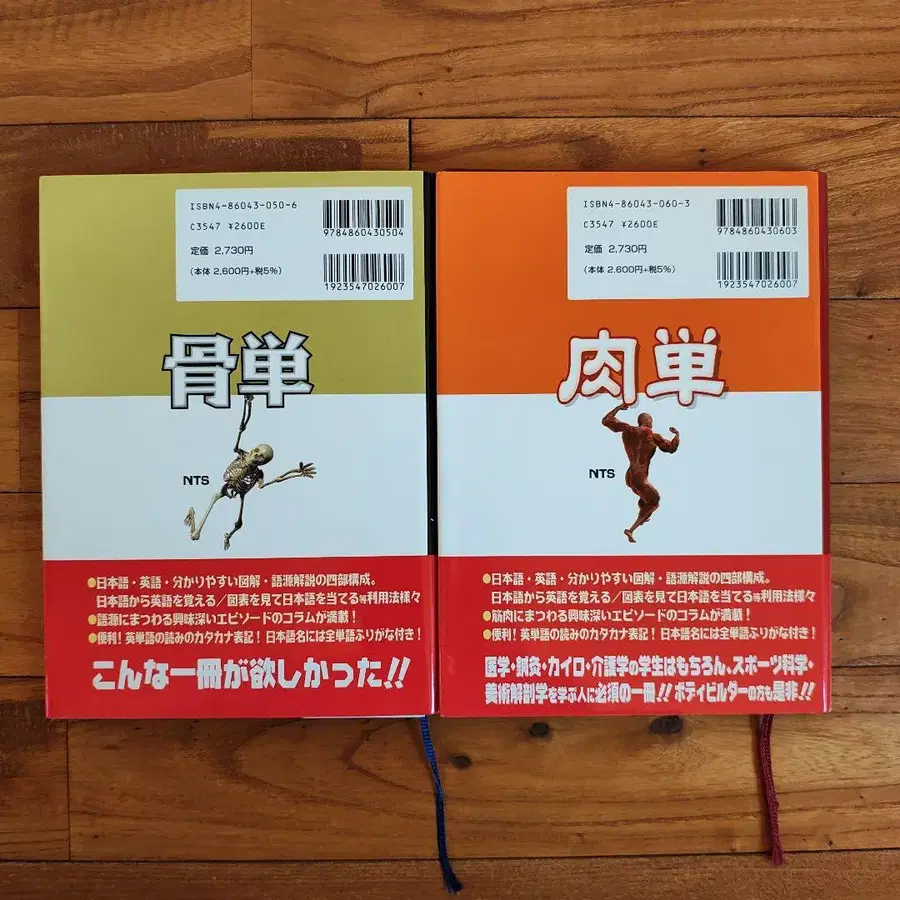 ISBN4-86043-050-6
C3547 ¥2600E
定価 2,730円
(本体 2,600円+税5%)
9784860430504
1923547026007
骨単
NTS
●日本語・英語・分かりやすい図解・語源解説の四部構成。
日本語から英語を覚える/図表を見て日本語を当てる等利用法様々
●語源にまつわる興味深いエピソードのコラムが満載!
●便利!英単語の読みのカタカナ表記!日本語名には全単語ふりがな付き!
こんな一冊が欲しかった!!
ISBN4-86043-060-3
C3547 ¥2600E
定価 2,730円
(本体 2,600円+税5%)
9784860430603
1923547026007
肉単
NTS
●日本語・英語・分かりやすい図解・語源解説の四部構成。
日本語から英語を覚える/図表を見て日本語を当てる等利用法様々
●筋肉にまつわる興味深いエピソードのコラムが満載!
●便利!英単語の読みのカタカナ表記!日本語名には全単語ふりがな付き!
医学・鍼灸・カイロ・介護学の学生はもちろん、スポーツ科学・
美術解剖学を学ぶ人に必須の一冊!!ボディビルダーの方も是非!!